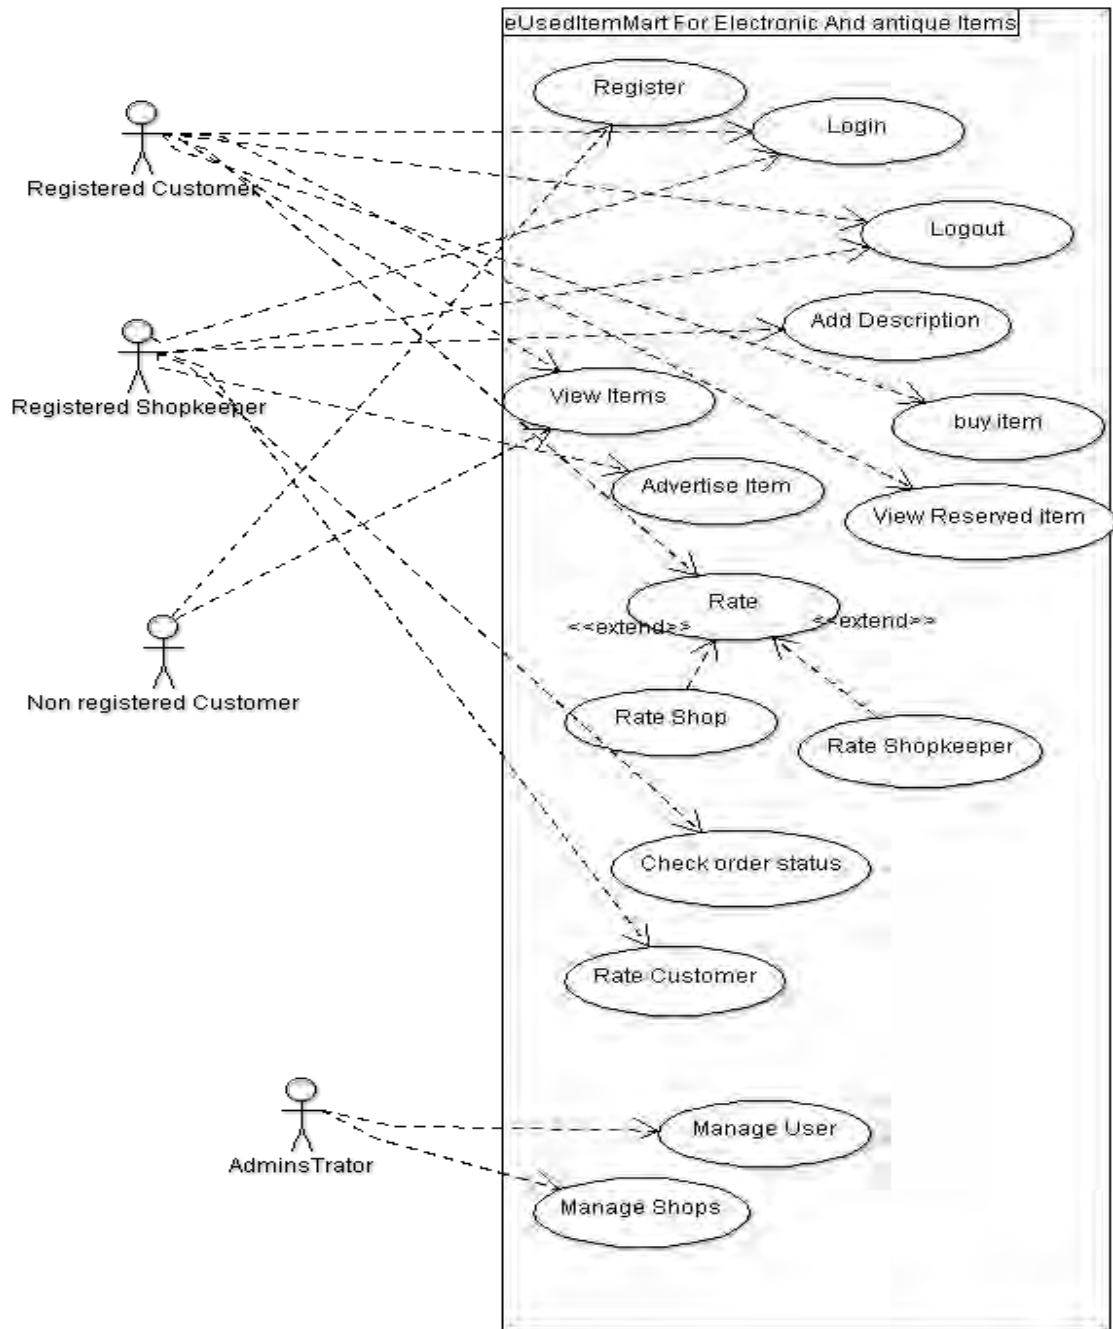 eUsedItemMart For Electronic And antique Items
Register
Login
Registered Customer
Logout
Add Description
Registered Shopkeeper
View Items
buy item
Advertise Item
View Reserved item
Rate
<<extend>>
<<extend>>
Non registered Customer
Rate Shop
Rate Shopkeeper
Check order status
Rate Customer
Manage User
AdminsTrator
Manage Shops